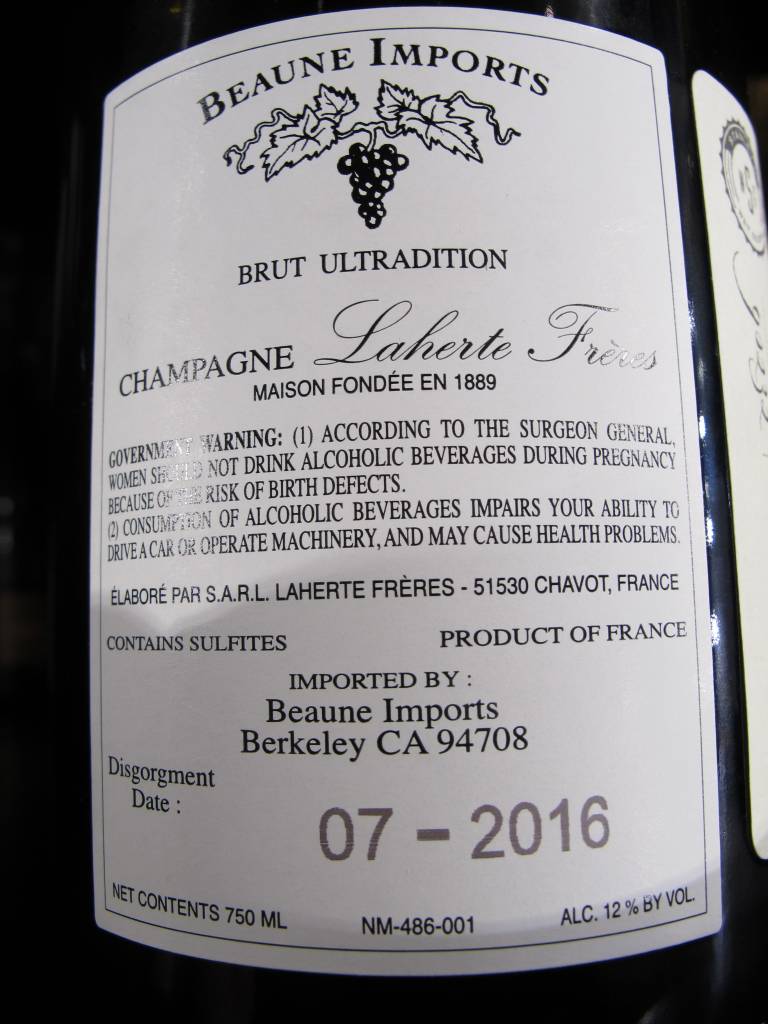 BEAUNE IMPORTS
BRUT ULTRADITION
CHAMPAGNE Laherte Frères
MAISON FONDÉE EN 1889
GOVERNMENT WARNING: (1) ACCORDING TO THE SURGEON GENERAL,
WOMEN SHOULD NOT DRINK ALCOHOLIC BEVERAGES DURING PREGNANCY
BECAUSE OF THE RISK OF BIRTH DEFECTS.
(2) CONSUMPTION OF ALCOHOLIC BEVERAGES IMPAIRS YOUR ABILITY TO
DRIVE A CAR OR OPERATE MACHINERY, AND MAY CAUSE HEALTH PROBLEMS.
ÉLABORÉ PAR S.A.R.L. LAHERTE FRÈRES - 51530 CHAVOT, FRANCE
CONTAINS SULFITES PRODUCT OF FRANCE
IMPORTED BY :
Beaune Imports
Berkeley CA 94708
Disgorgment
Date :
07 - 2016
NET CONTENTS 750 ML NM-486-001 ALC. 12 % BY VOL.